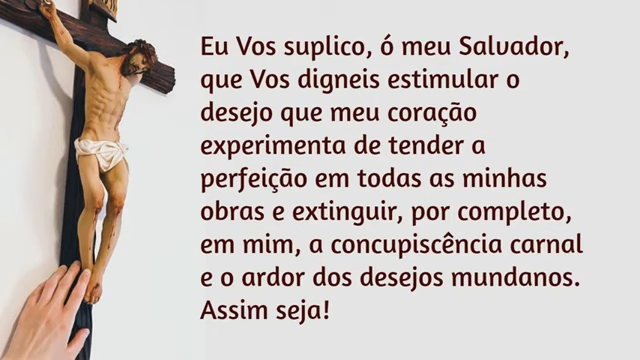 Eu Vos suplico, ó meu Salvador,
que Vos digneis estimular o
desejo que meu coração
experimenta de tender a
perfeição em todas as minhas
obras e extinguir, por completo,
em mim, a concupiscência carnal
e o ardor dos desejos mundanos.
Assim seja!